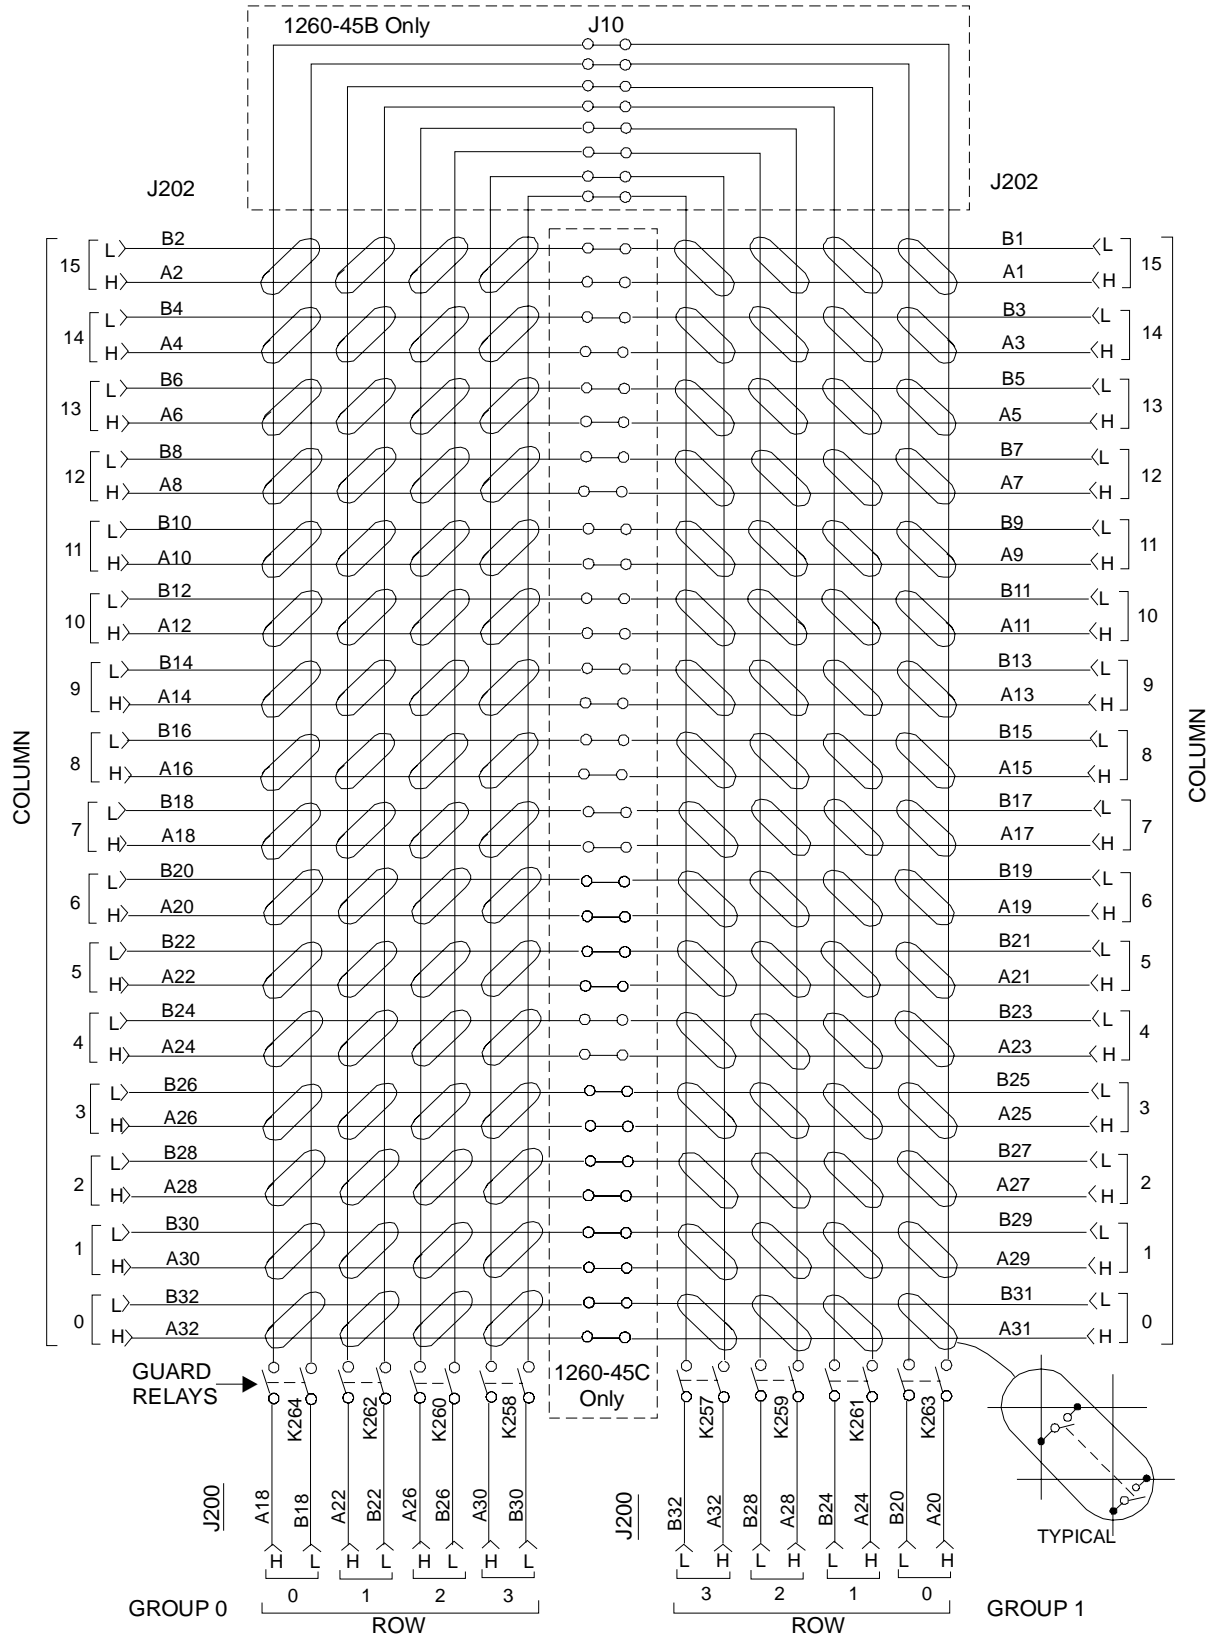 1260-45B Only J10
J202 J202
L B2 B1 L
15 15
H A2 A1 H
L B4 B3 L
14 14
H A4 A3 H
L B6 B5 L
13 13
H A6 A5 H
L B8 B7 L
12 12
H A8 A7 H
L B10 B9 L
11 11
H A10 A9 H
L B12 B11 L
10 10
H A12 A11 H
L B14 B13 L
9 9
H A14 A13 H
L B16 B15 L
8 8
H A16 A15 H
COLUMN COLUMN
L B18 B17 L
7 7
H A18 A17 H
L B20 B19 L
6 6
H A20 A19 H
L B22 B21 L
5 5
H A22 A21 H
L B24 B23 L
4 4
H A24 A23 H
L B26 B25 L
3 3
H A26 A25 H
L B28 B27 L
2 2
H A28 A27 H
L B30 B29 L
1 1
H A30 A29 H
L B32 B31 L
0 0
H A32 A31 H
GUARD
RELAYS
1260-45C
Only
K264 K262 K260 K258 K257 K259 K261 K263
J200 A18 B18 A22 B22 A26 B26 A30 B30 J200 B32 A32 B28 A28 B24 A24 B20 A20
TYPICAL
H L H L H L H L L H L H L H L H
0 1 2 3 3 2 1 0
GROUP 0 ROW ROW GROUP 1